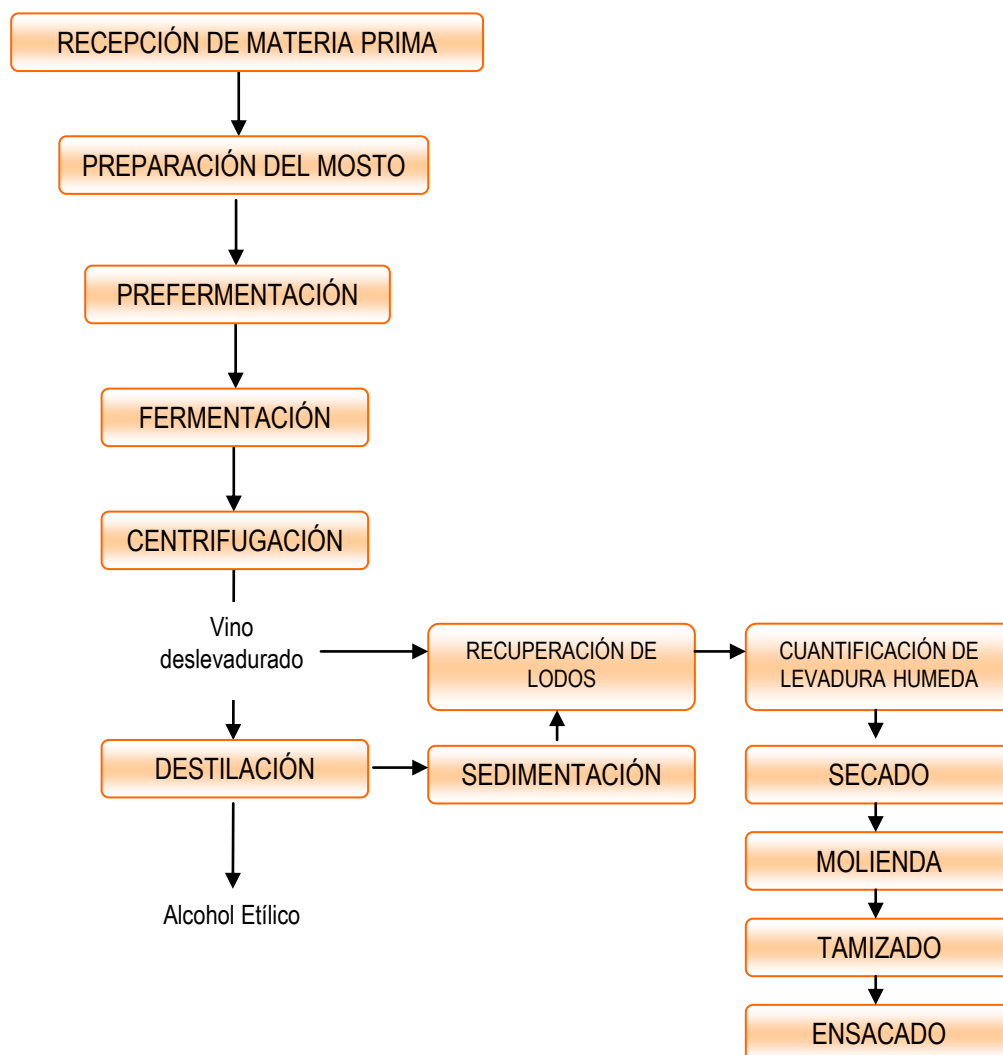 RECEPCIÓN DE MATERIA PRIMA
PREPARACIÓN DEL MOSTO
PREFERMENTACIÓN
FERMENTACIÓN
CENTRIFUGACIÓN
Vino
deslevadurado
RECUPERACIÓN DE
LODOS
CUANTIFICACIÓN DE
LEVADURA HUMEDA
DESTILACIÓN
SEDIMENTACIÓN
SECADO
MOLIENDA
Alcohol Etílico
TAMIZADO
ENSACADO